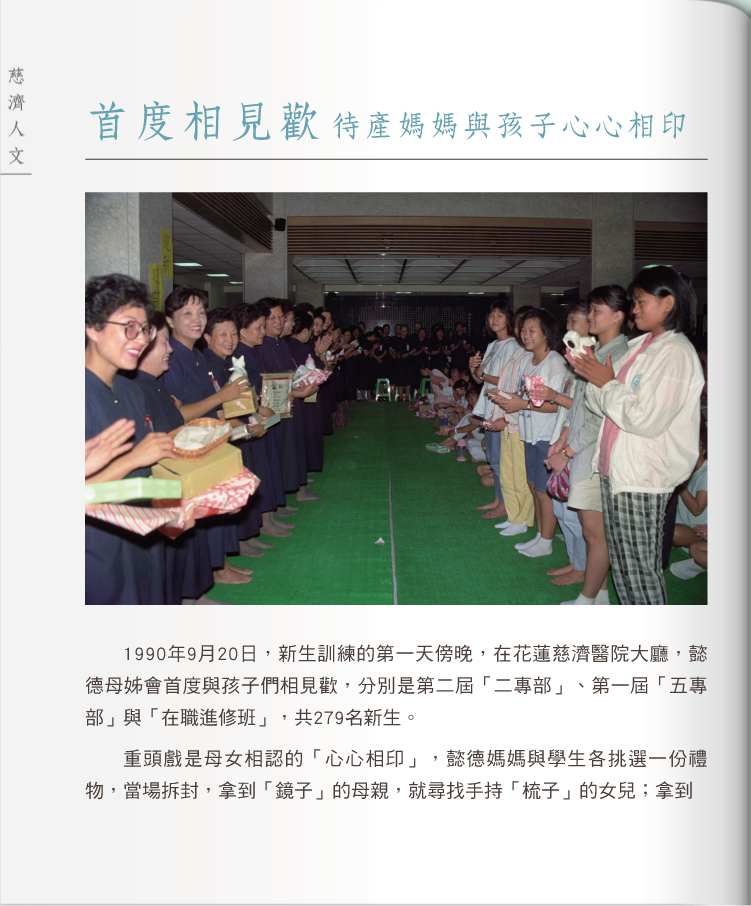 慈濟人文
首度相見歡 待產媽媽與孩子心心相印
1990年9月20日，新生訓練的第一天傍晚，在花蓮慈濟醫院大廳，懿
德母姊會首度與孩子們相見歡，分別是第二屆「二專部」、第一屆「五專
部」與「在職進修班」，共279名新生。
重頭戲是母女相認的「心心相印」，懿德媽媽與學生各挑選一份禮
物，當場拆封，拿到「鏡子」的母親，就尋找手持「梳子」的女兒；拿到